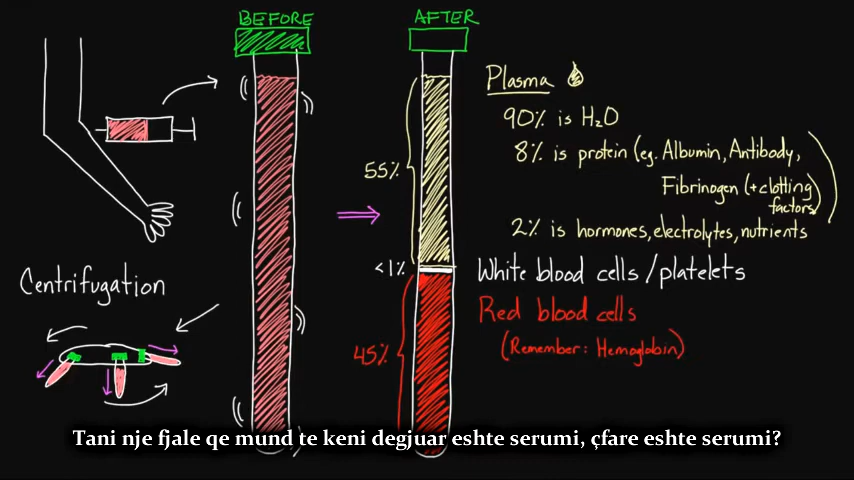 BEFORE
AFTER
Plasma
90% is H₂O
8% is protein (eg. Albumin, Antibody,
Fibrinogen (+clotting
factors)
2% is hormones, electrolytes, nutrients
55%
<1%
White blood cells/platelets
Red blood cells
(Remember: Hemoglobin)
45%
Centrifugation
Tani nje fjale qe mund te keni degjuar eshte serumi, çfare eshte serumi?